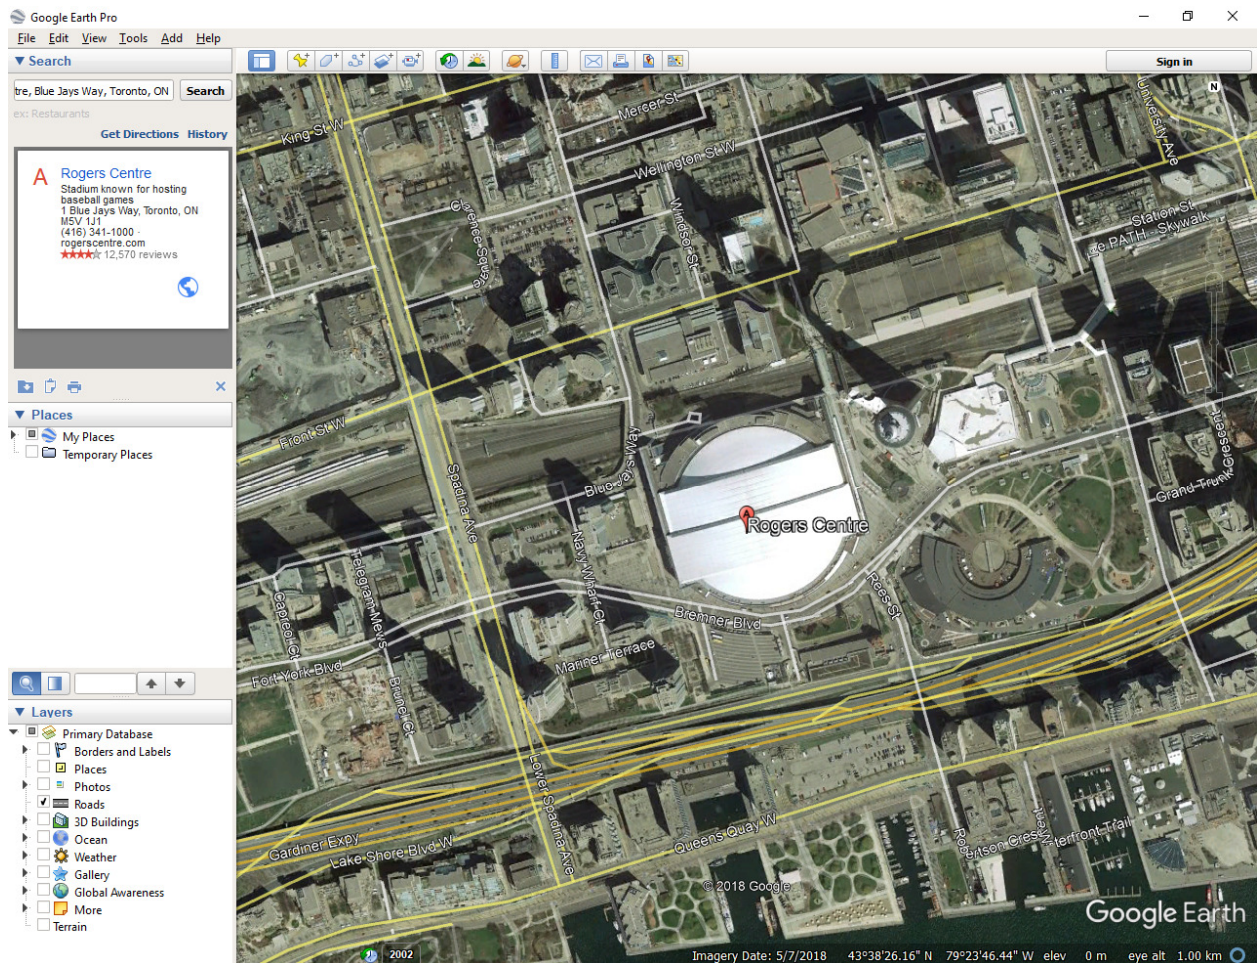 Google Earth Pro
File Edit View Tools Add Help
Search
Sign in
tre, Blue Jays Way, Toronto, ON
Search
ex: Restaurants
Get Directions History
A
Rogers Centre
Stadium known for hosting
baseball games
1 Blue Jays Way, Toronto, ON
M5V 1J1
(416) 341-1000 ·
rogerscentre.com
12,570 reviews
Places
My Places
Temporary Places
Layers
Primary Database
Borders and Labels
Places
Photos
Roads
3D Buildings
Ocean
Weather
Gallery
Global Awareness
More
Terrain
N
King St W
Mercer St
University Ave
Wellington St W
Windsor St
Station St
PATH - Skywalk
Front St W
Spadina Ave
Blue Jays Way
A
Rogers Centre
Grand Trunk Crescent
Navy Wharf Ct
Telegram Mews
Capreol Ct
Rees St
Bremner Blvd
Mariner Terrace
Fort York Blvd
Brunel Ct
Lower Spadina Ave
Gardiner Expy
Lake Shore Blvd W
Queens Quay W
© 2018 Google
Google Earth
2002
Imagery Date: 5/7/2018 43°38'26.16" N 79°23'46.44" W elev 0 m eye alt 1.00 km